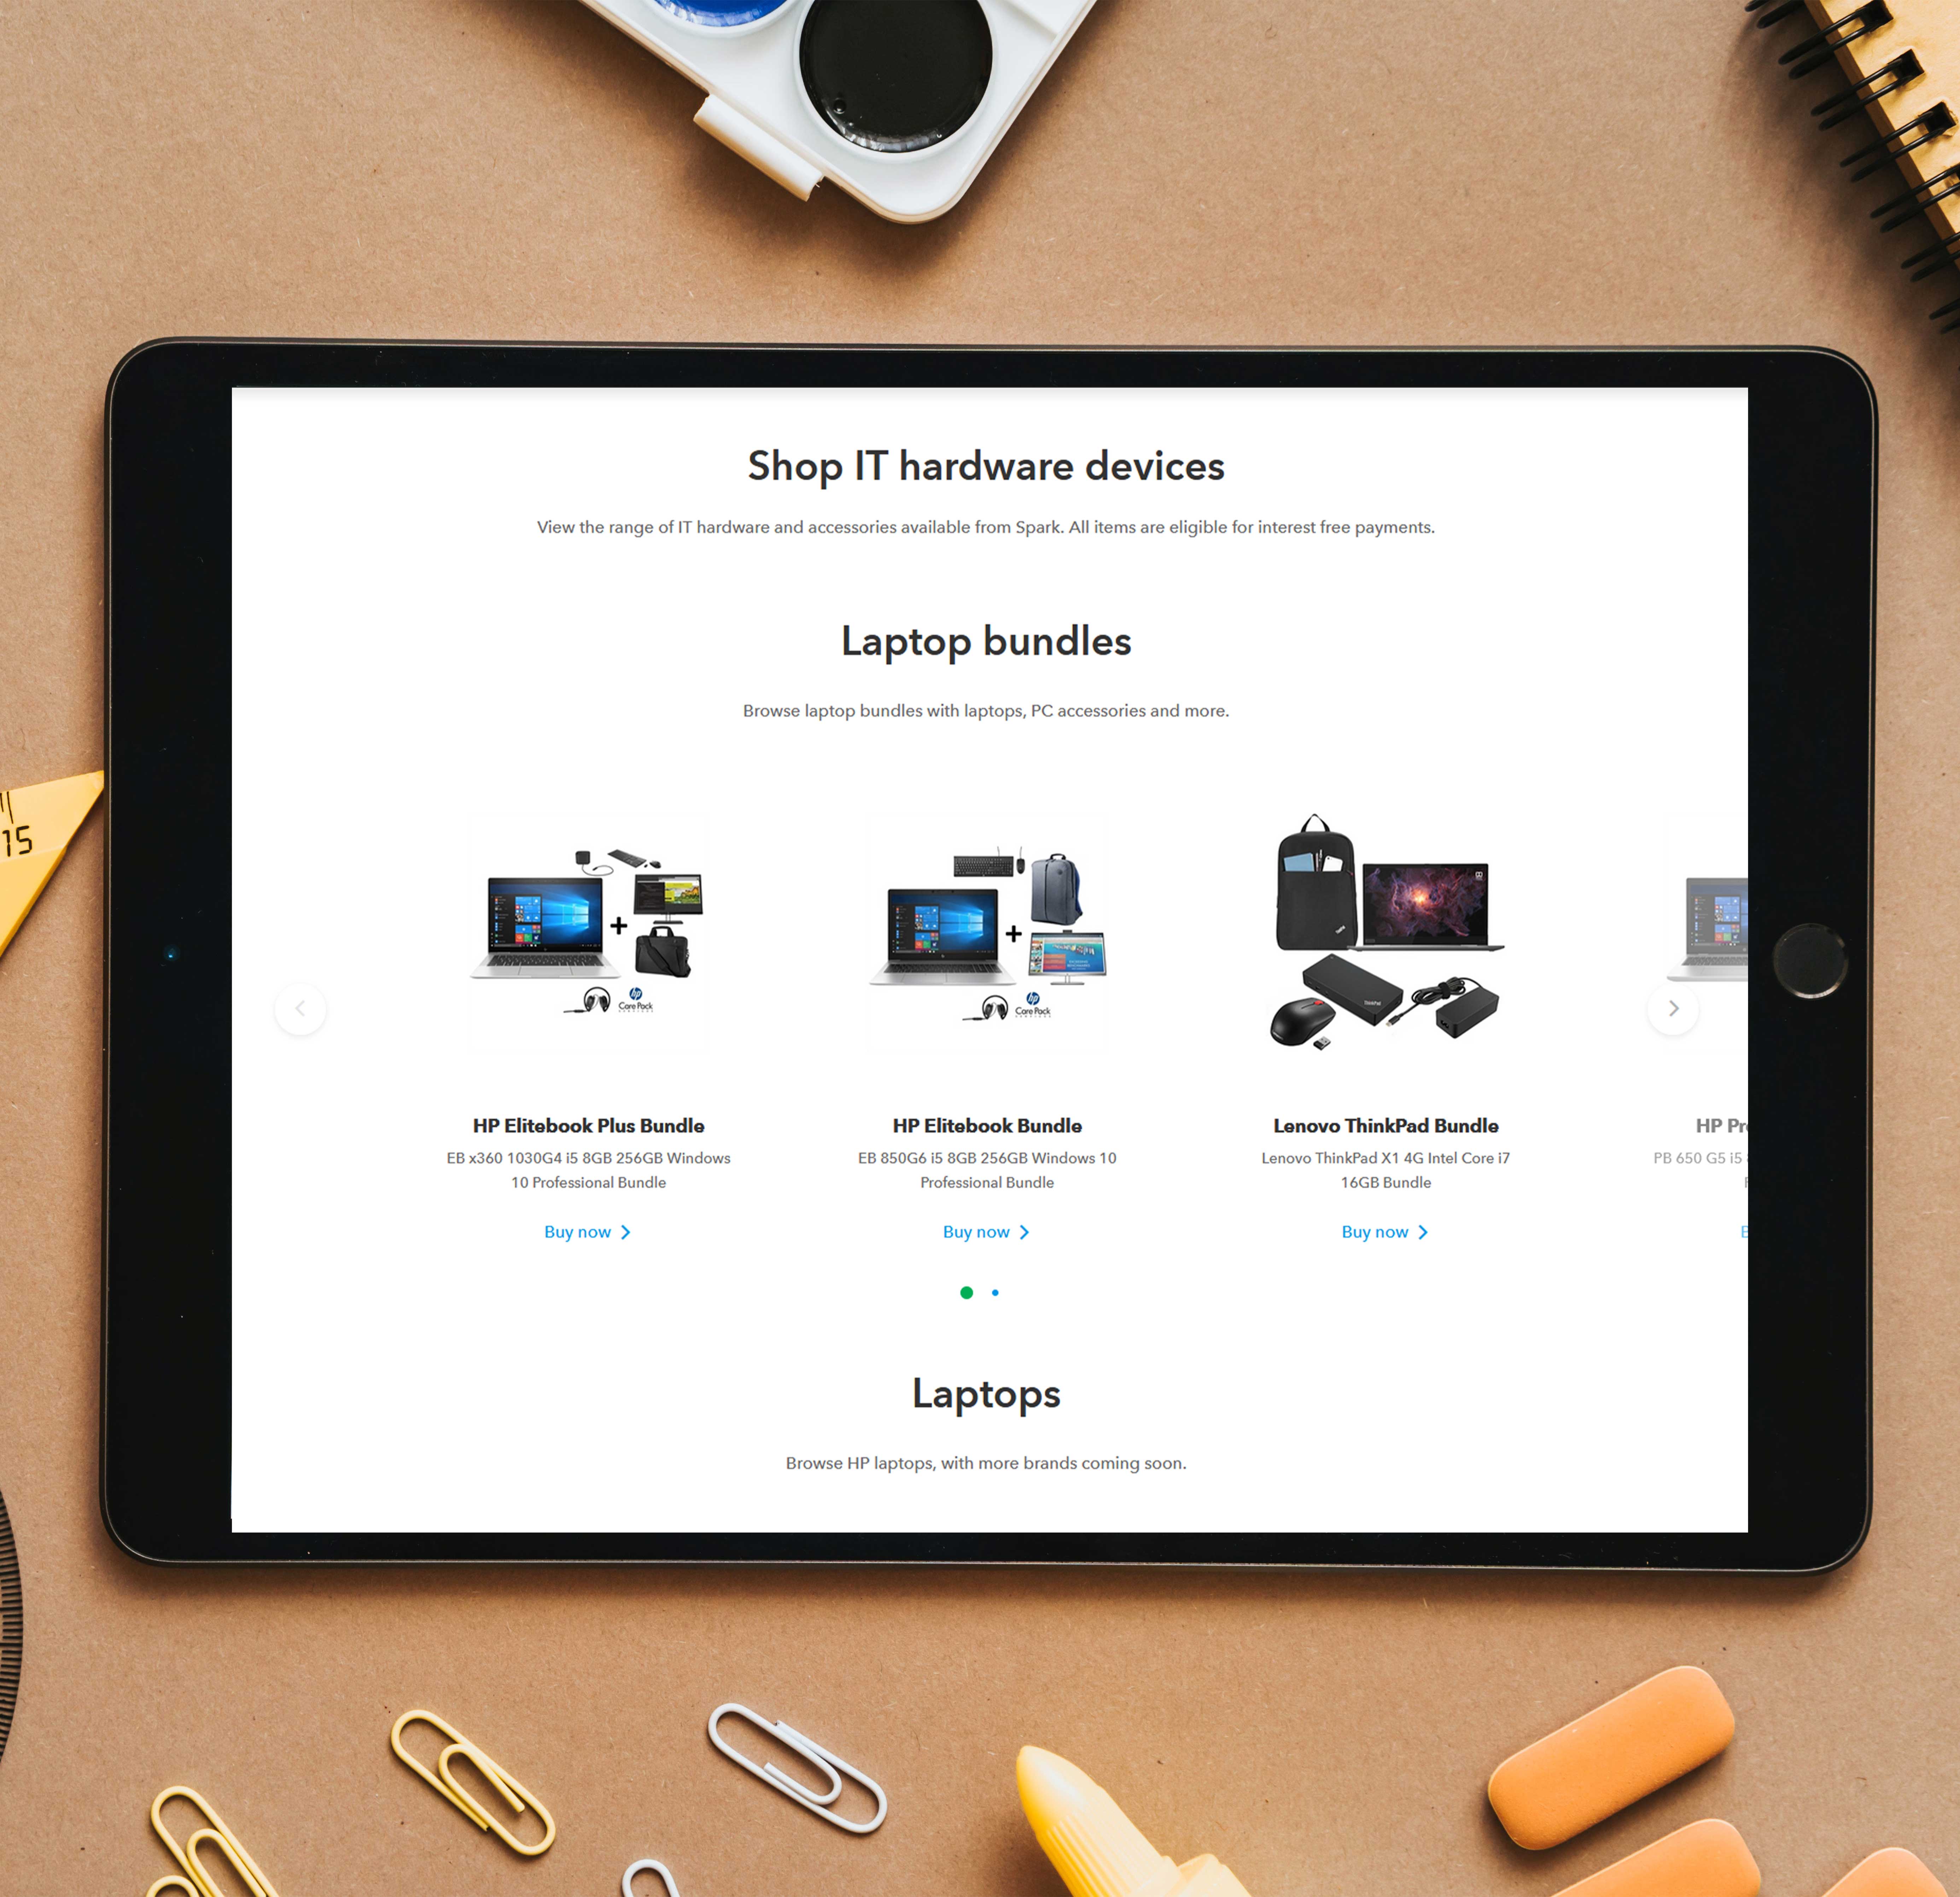 Shop IT hardware devices
View the range of IT hardware and accessories available from Spark. All items are eligible for interest free payments.
Laptop bundles
Browse laptop bundles with laptops, PC accessories and more.
15
hp
Care Pack
hp
Care Pack
ThinkPad
HP Elitebook Plus Bundle
EB x360 1030G4 i5 8GB 256GB Windows
10 Professional Bundle
Buy now
HP Elitebook Bundle
EB 850G6 i5 8GB 256GB Windows 10
Professional Bundle
Buy now
Lenovo ThinkPad Bundle
Lenovo ThinkPad X1 4G Intel Core i7
16GB Bundle
Buy now
HP Pr
PB 650 G5 i5
Laptops
Browse HP laptops, with more brands coming soon.